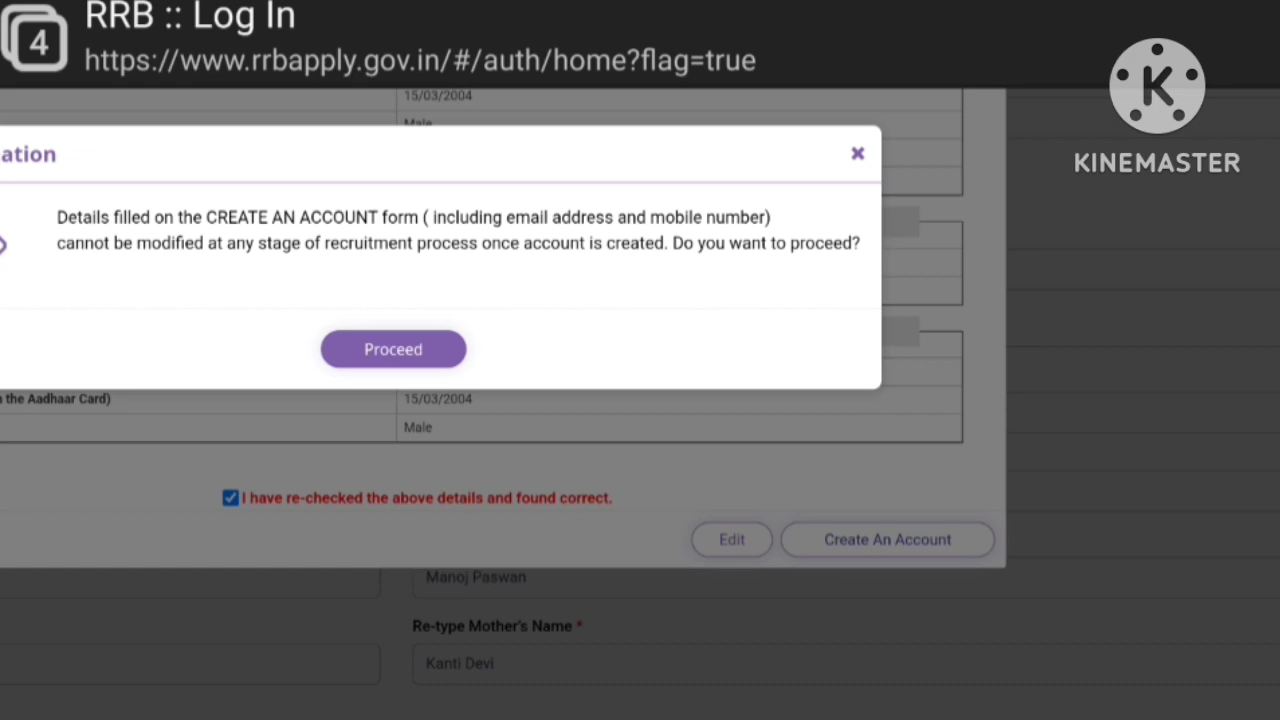 4
RRB :: Log In
https://www.rrbapply.gov.in/#/auth/home?flag=true
K
KINEMASTER
15/03/2004
Male
ation
×
Details filled on the CREATE AN ACCOUNT form ( including email address and mobile number)
cannot be modified at any stage of recruitment process once account is created. Do you want to proceed?
Proceed
the Aadhaar Card)
15/03/2004
Male
I have re-checked the above details and found correct.
Edit
Create An Account
Manoj Paswan
Re-type Mother's Name *
Kanti Devi